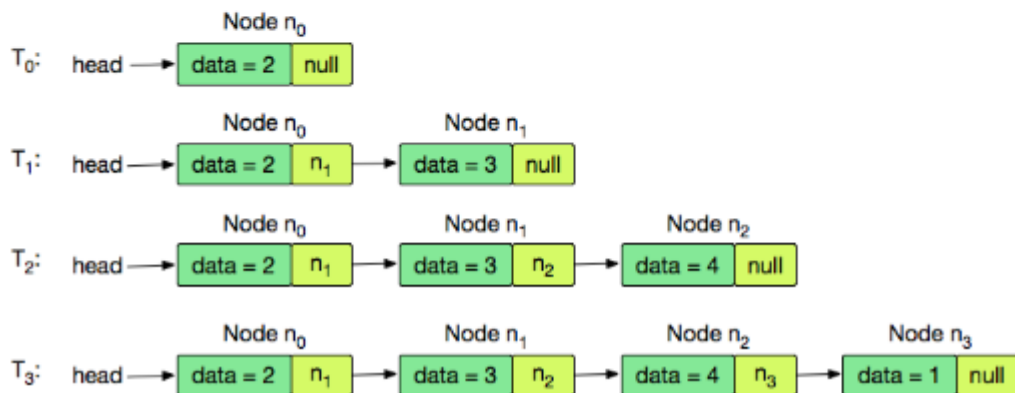 Node n₀
T₀: head data = 2 null
Node n₀ Node n₁
T₁: head data = 2 n₁ data = 3 null
Node n₀ Node n₁ Node n₂
T₂: head data = 2 n₁ data = 3 n₂ data = 4 null
Node n₀ Node n₁ Node n₂ Node n₃
T₃: head data = 2 n₁ data = 3 n₂ data = 4 n₃ data = 1 null